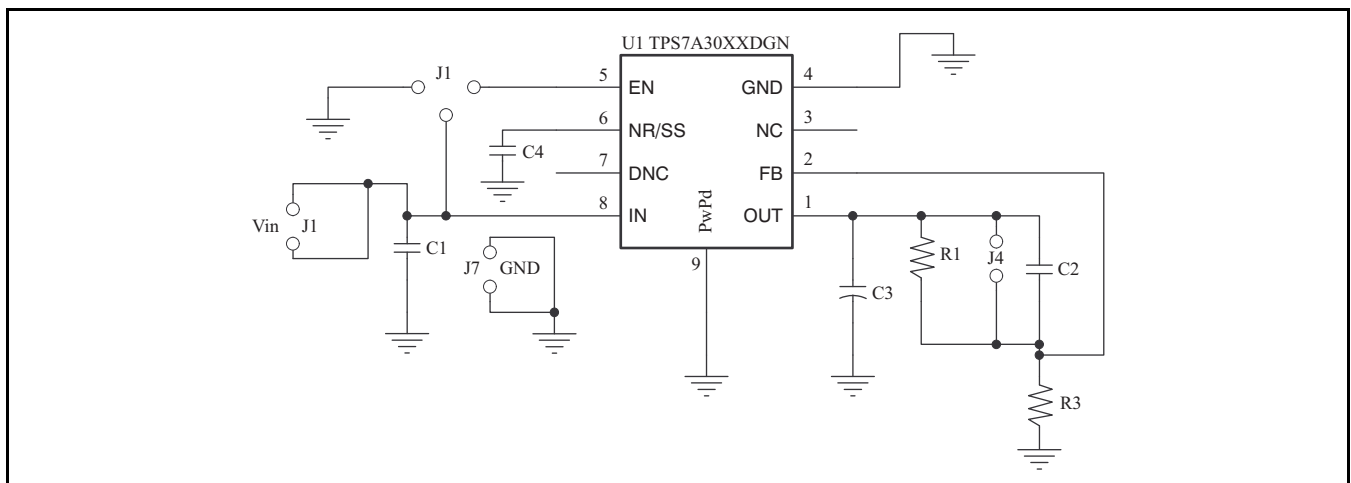 U1 TPS7A30XXDGN
J1
5
EN
GND
4
6
NR/SS
NC
3
C4
7
DNC
FB
2
Vin
J1
8
IN
PwPd
OUT
1
C1
J7
GND
9
C3
R1
J4
C2
R3